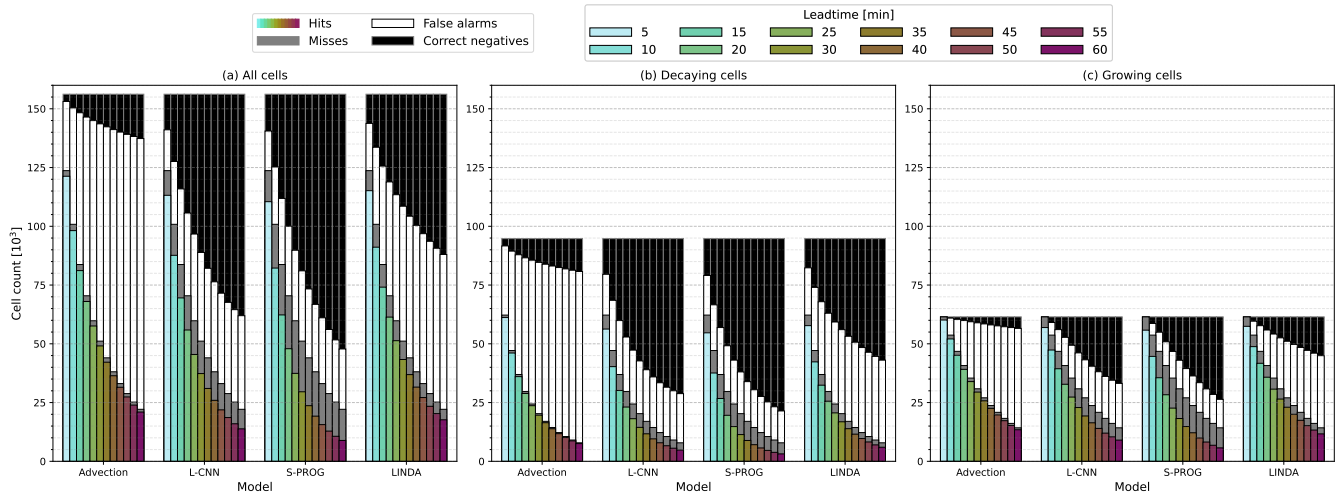 Hits
False alarms
Misses
Correct negatives
Leadtime [min]
5 15 25 35 45 55
10 20 30 40 50 60
(a) All cells
(b) Decaying cells
(c) Growing cells
Cell count [10³]
150
125
100
75
50
25
0
150
125
100
75
50
25
0
150
125
100
75
50
25
0
Advection L-CNN S-PROG LINDA
Advection L-CNN S-PROG LINDA
Advection L-CNN S-PROG LINDA
Model
Model
Model